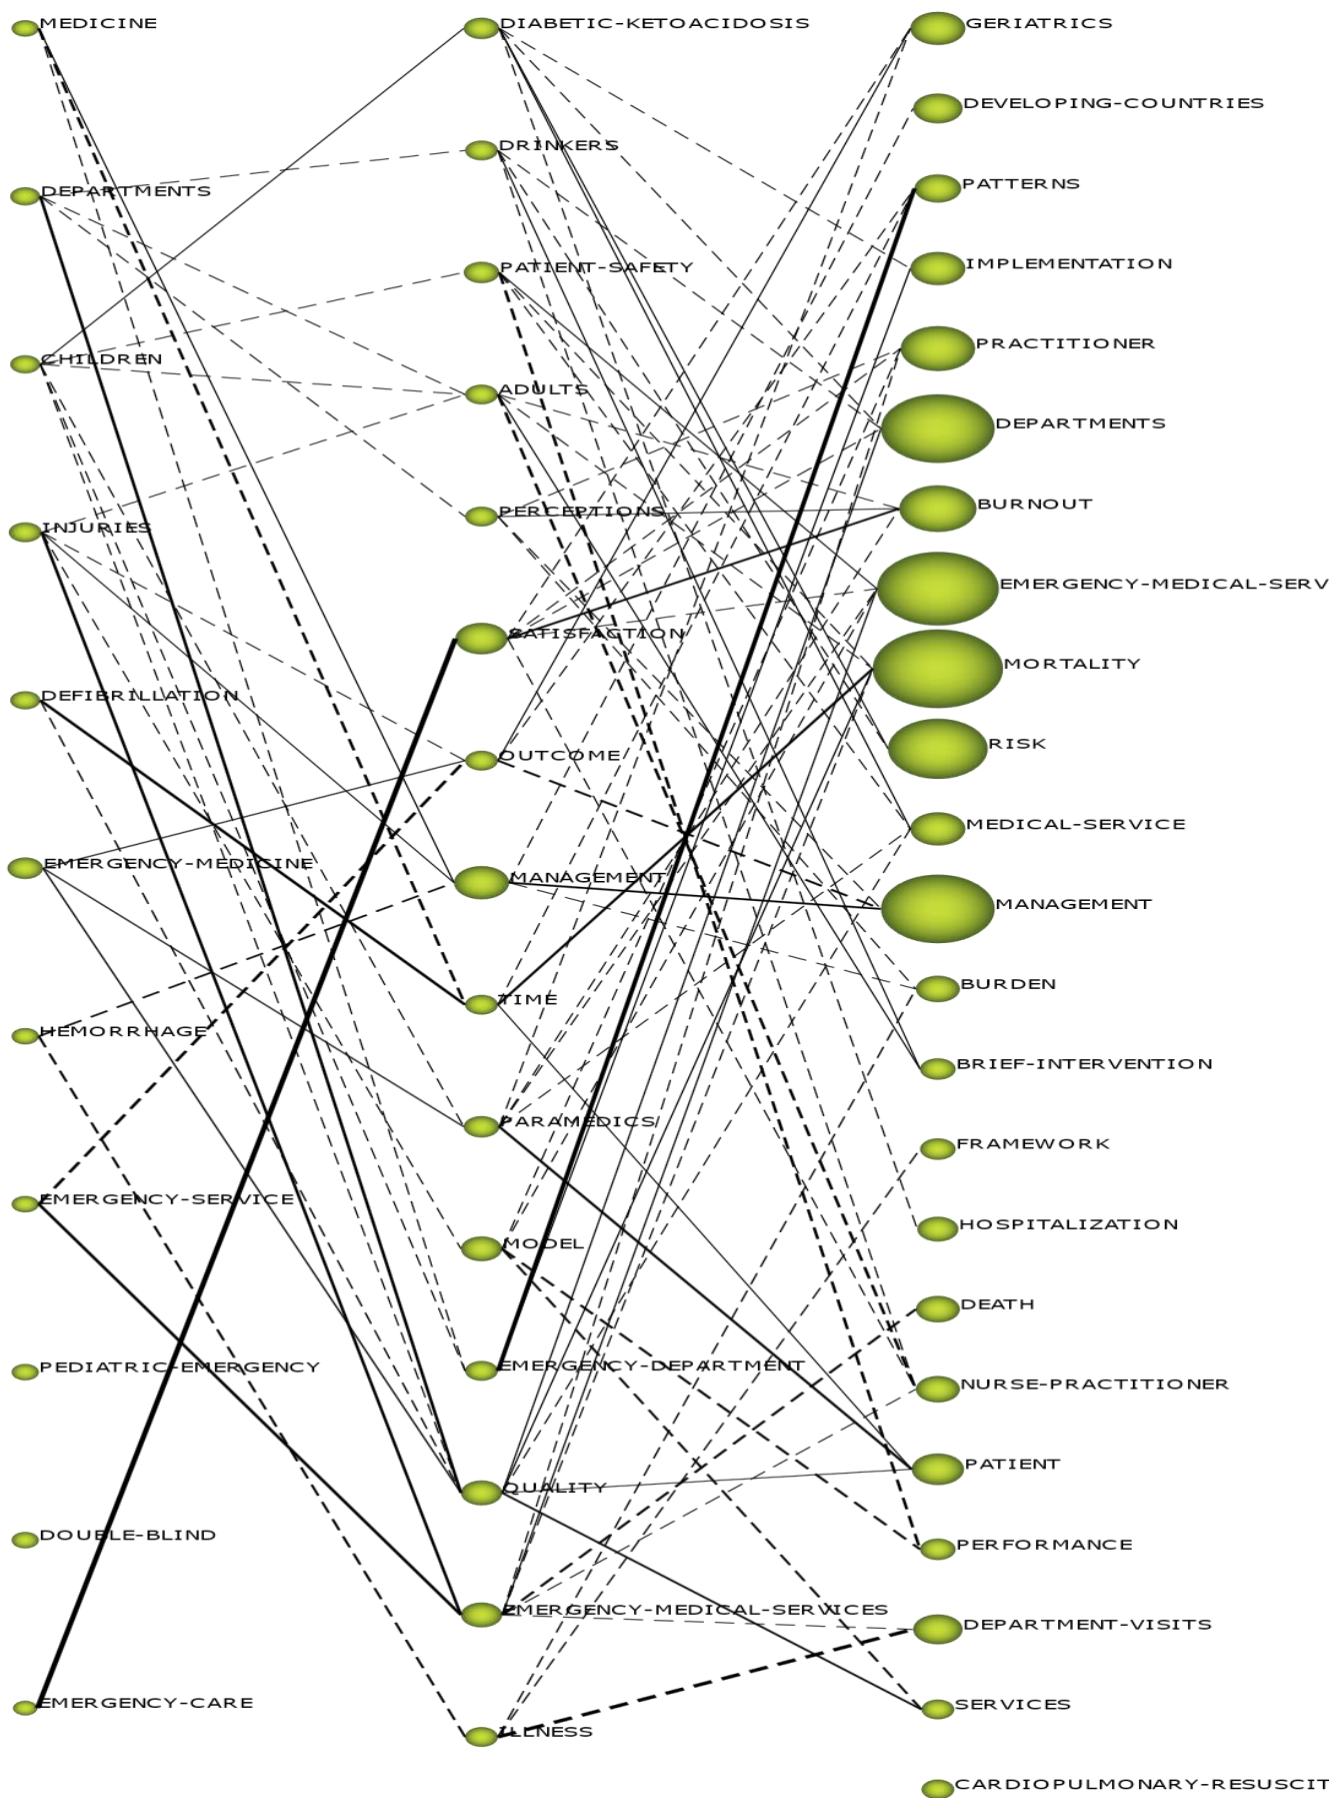 MEDICINE
DEPARTMENTS
CHILDREN
INJURIES
DEFIBRILLATION
EMERGENCY-MEDICINE
HEMORRHAGE
EMERGENCY-SERVICE
PEDIATRIC-EMERGENCY
DOUBLE-BLIND
EMERGENCY-CARE
DIABETIC-KETOACIDOSIS
DRINKERS
PATIENT-SAFETY
ADULTS
PERCEPTIONS
SATISFACTION
OUTCOME
MANAGEMENT
TIME
PARAMEDICS
MODEL
EMERGENCY-DEPARTMENT
QUALITY
EMERGENCY-MEDICAL-SERVICES
ILLNESS
GERIATRICS
DEVELOPING-COUNTRIES
PATTERNS
IMPLEMENTATION
PRACTITIONER
DEPARTMENTS
BURNOUT
EMERGENCY-MEDICAL-SERV
MORTALITY
RISK
MEDICAL-SERVICE
MANAGEMENT
BURDEN
BRIEF-INTERVENTION
FRAMEWORK
HOSPITALIZATION
DEATH
NURSE-PRACTITIONER
PATIENT
PERFORMANCE
DEPARTMENT-VISITS
SERVICES
CARDIOPULMONARY-RESUSCIT